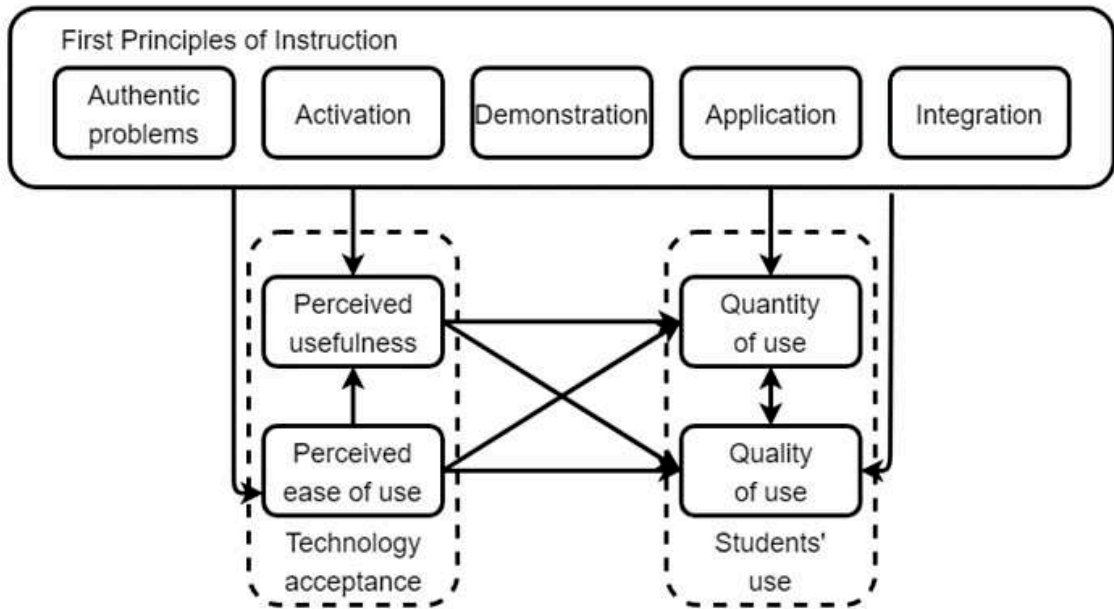 First Principles of Instruction
Authentic
problems
Activation
Demonstration
Application
Integration
Perceived
usefulness
Quantity
of use
Perceived
ease of use
Quality
of use
Technology
acceptance
Students'
use